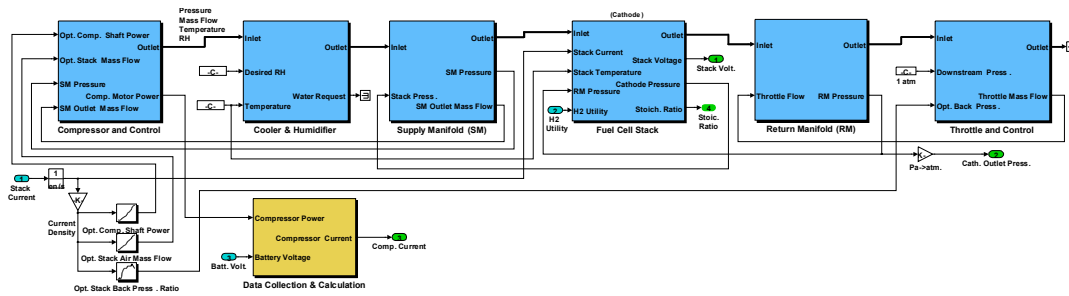 Pressure
Mass Flow
Temperature
RH
(Cathode )
Opt. Comp. Shaft Power
Outlet
Opt. Stack Mass Flow
SM Pressure
Comp. Motor Power
SM Outlet Mass Flow
Compressor and Control
Inlet
Outlet
-C-
Desired RH
Water Request
-C-
Temperature
Cooler & Humidifier
Inlet
Outlet
SM Pressure
Stack Press .
SM Outlet Mass Flow
Supply Manifold (SM)
Inlet
Outlet
Stack Current
Stack Voltage
Stack Temperature
Cathode Pressure
RM Pressure
Stoich. Ratio
H2 Utility
Fuel Cell Stack
4
Stack Volt.
4
Stoic.
Ratio
2
H2
Utility
Inlet
Outlet
Throttle Flow
RM Pressure
Return Manifold (RM)
Inlet
Outlet
-C-
1 atm
Downstream Press .
Throttle Mass Flow
Opt. Back Press .
Throttle and Control
K-
Pa->atm.
2
Cath. Outlet Press.
1
Stack
Current
1
-K-
Current
Density
Opt. Comp. Shaft Power
Opt. Stack Air Mass Flow
Opt. Stack Back Press . Ratio
Compressor Power
Compressor Current
Battery Voltage
Data Collection & Calculation
3
Batt. Volt.
3
Comp. Current